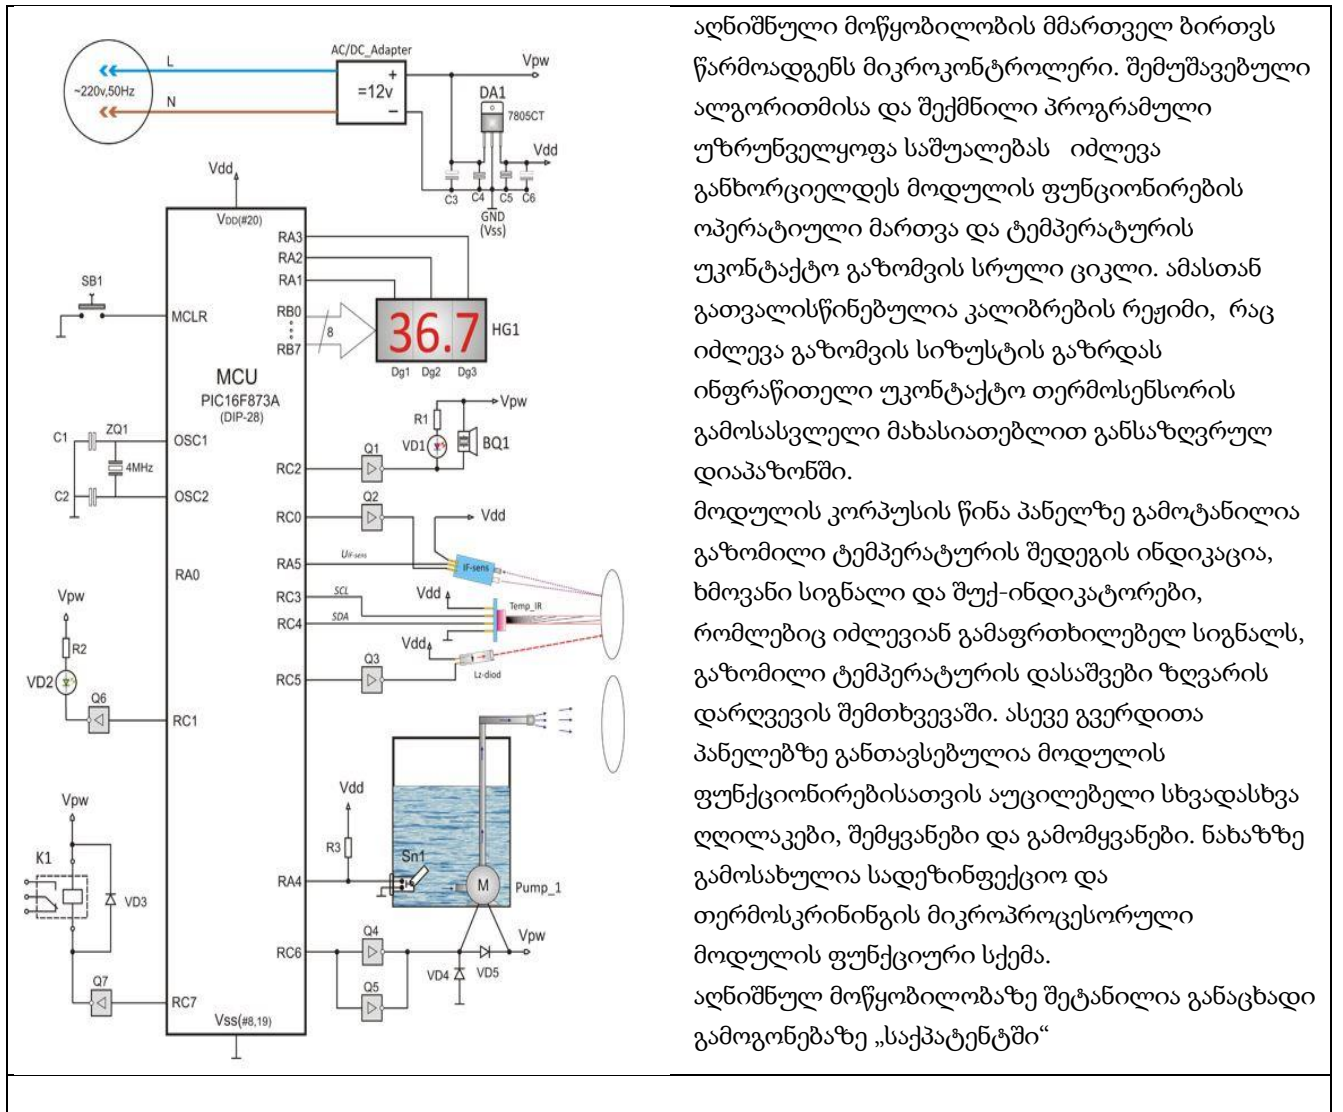 AC/DC_Adapter
L
~220v,50Hz
N
+
=12v
−
Vpw
DA1
7805CT
Vdd
C3 C4 C5 C6
GND
(Vss)
Vdd
VDD(#20)
RA3
RA2
RA1
SB1
MCLR
RB0
RB7
8
36.7
HG1
Dg1 Dg2 Dg3
MCU
PIC16F873A
(DIP-28)
Vpw
R1
VD1
BQ1
C1
ZQ1
OSC1
4MHz
C2
OSC2
RC2
Q1
RC0
Q2
Vdd
RA5
UIF-sens
IF-sens
RA0
RC3
SCL
Vdd
Temp_IR
RC4
SDA
Vdd
RC5
Q3
Lz-diod
Vpw
R2
VD2
Q6
RC1
Vdd
R3
Sn1
RA4
M
Pump_1
Vpw
K1
VD3
RC6
Q4
Vpw
VD4
VD5
Q5
Q7
RC7
Vss(#8,19)
აღნიშნული მოწყობილობის მმართველ ბირთვს
წარმოადგენს მიკროკონტროლერი. შემუშავებული
ალგორითმისა და შექმნილი პროგრამული
უზრუნველყოფა საშუალებას იძლევა
განხორციელდეს მოდულის ფუნციონირების
ოპერატიული მართვა და ტემპერატურის
უკონტაქტო გაზომვის სრული ციკლი. ამასთან
გათვალისწინებულია კალიბრების რეჟიმი, რაც
იძლევა გაზომვის სიზუსტის გაზრდას
ინფრაწითელი უკონტაქტო თერმოსენსორის
გამოსასვლელი მახასიათებლით განსაზღვრულ
დიაპაზონში.
მოდულის კორპუსის წინა პანელზე გამოტანილია
გაზომილი ტემპერატურის შედეგის ინდიკაცია,
ხმოვანი სიგნალი და შუქ-ინდიკატორები,
რომლებიც იძლევიან გამაფრთხილებელ სიგნალს,
გაზომილი ტემპერატურის დასაშვები ზღვარის
დარღვევის შემთხვევაში. ასევე გვერდითა
პანელებზე განთავსებულია მოდულის
ფუნქციონირებისათვის აუცილებელი სხვადასხვა
ღღილაკები, შემყვანები და გამომყვანები. ნახაზზე
გამოსახულია სადეზინფექციო და
თერმოსკრინინგის მიკროპროცესორული
მოდულის ფუნქციური სქემა.
აღნიშნულ მოწყობილობაზე შეტანილია განაცხადი
გამოგონებაზე „საქპატენტში“